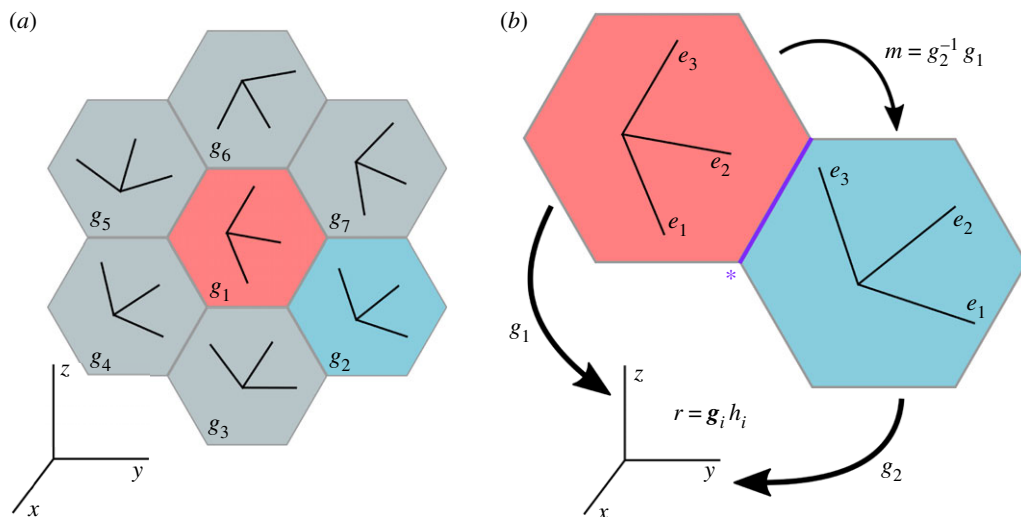 (a)
g₆
g₅
g₇
g₁
g₄
g₂
g₃
z
y
x
(b)
e₃
e₂
e₁
m = g₂⁻¹ g₁
e₃
e₂
e₁
*
g₁
z
r = gᵢ hᵢ
y
x
g₂